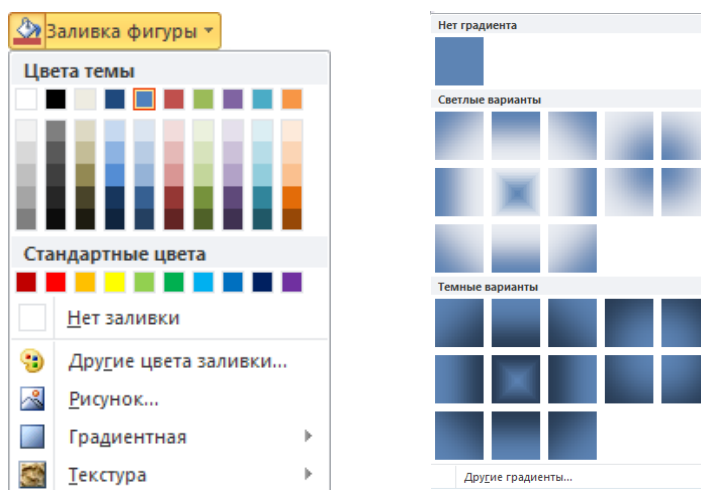 Заливка фигуры
Цвета темы
Стандартные цвета
Нет заливки
Другие цвета заливки...
Рисунок...
Градиентная
Текстура
Нет градиента
Светлые варианты
Темные варианты
Другие градиенты...